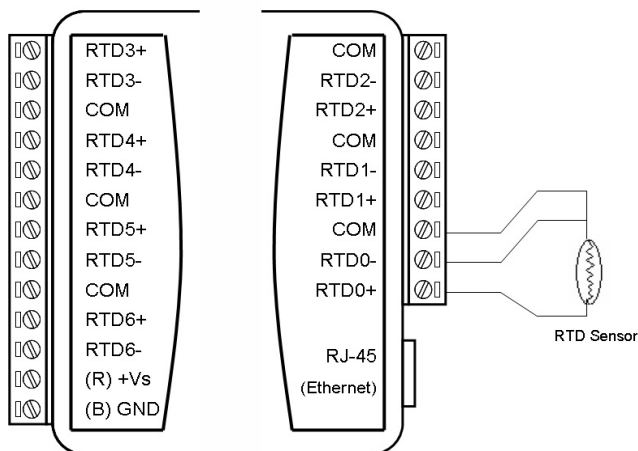 RTD3+
RTD3-
COM
RTD4+
RTD4-
COM
RTD5+
RTD5-
COM
RTD6+
RTD6-
(R) +Vs
(B) GND
COM
RTD2-
RTD2+
COM
RTD1-
RTD1+
COM
RTD0-
RTD0+
RJ-45
(Ethernet)
RTD Sensor